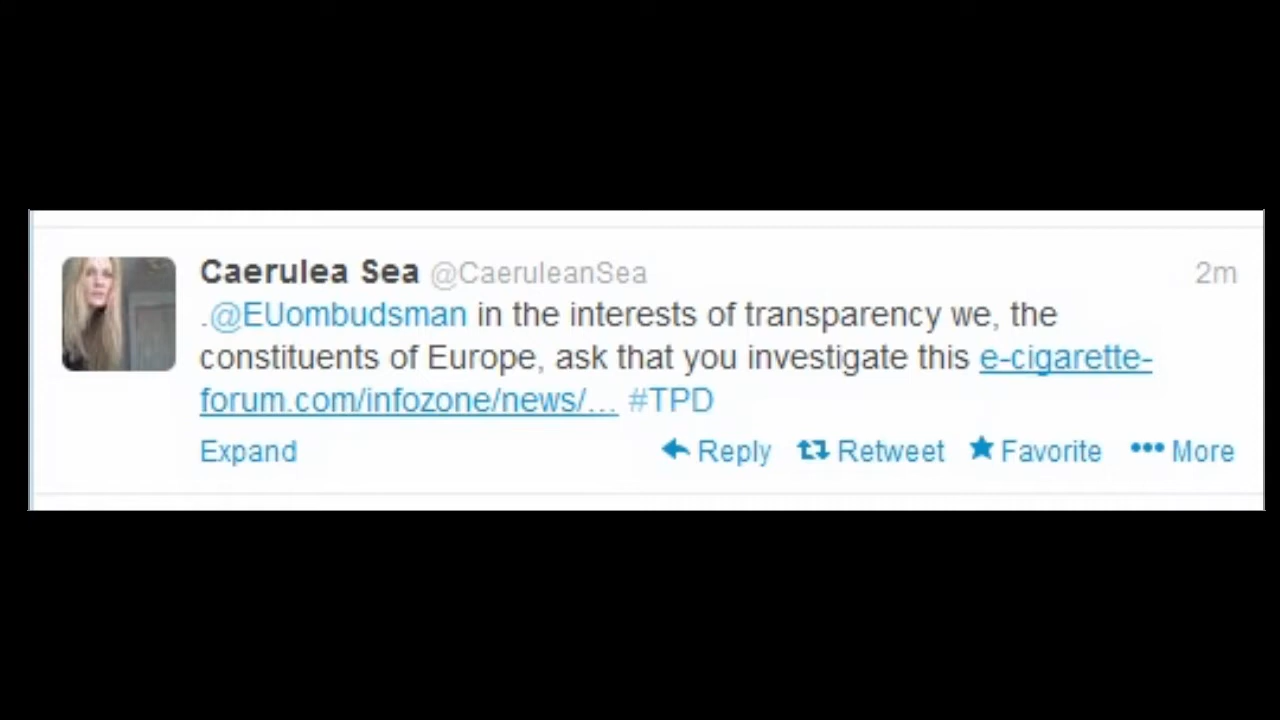 Caerulea Sea @CaeruleanSea 2m
.@EUombudsman in the interests of transparency we, the
constituents of Europe, ask that you investigate this e-cigarette-
forum.com/infozone/news/... #TPD
Expand Reply Retweet Favorite More